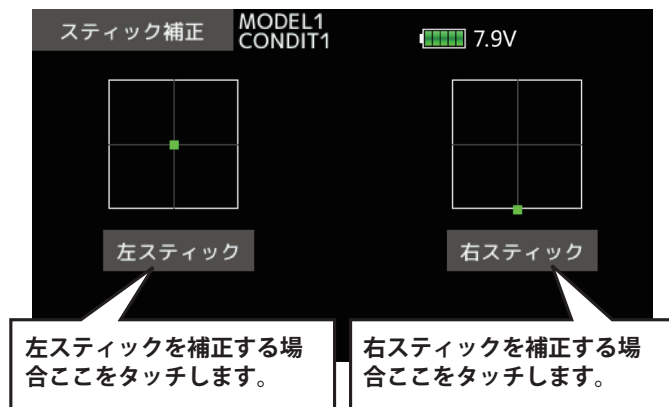 スティック補正
MODEL1
CONDIT1
7.9V
左スティック
右スティック
左スティックを補正する場
合ここをタッチします。
右スティックを補正する場
合ここをタッチします。